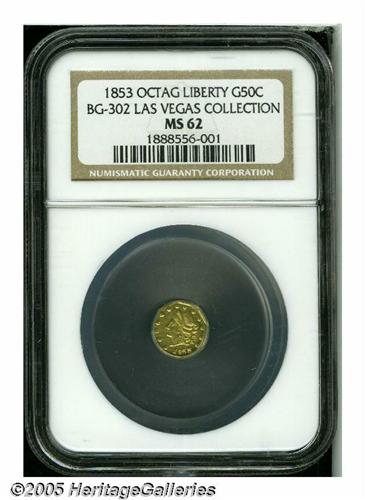 1853 OCTAG LIBERTY G50C
BG-302 LAS VEGAS COLLECTION
MS 62
1888556-001
NUMISMATIC GUARANTY CORPORATION
©2005 HeritageGalleries